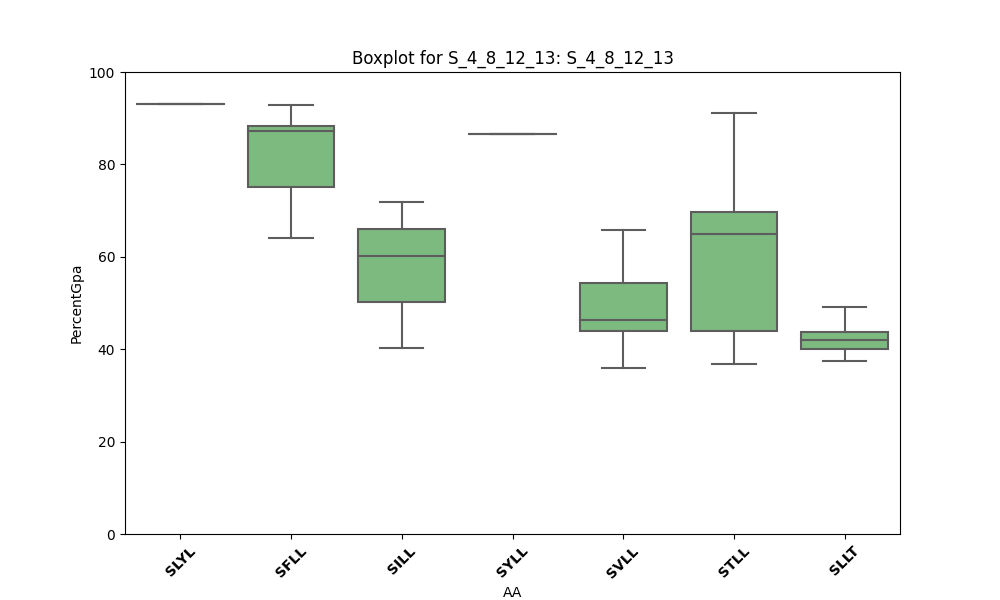 Boxplot for S_4_8_12_13: S_4_8_12_13
100
80
60
40
20
0
PercentGpa
SLYL
SFLL
SILL
SYLL
SVLL
STLL
SLLT
AA